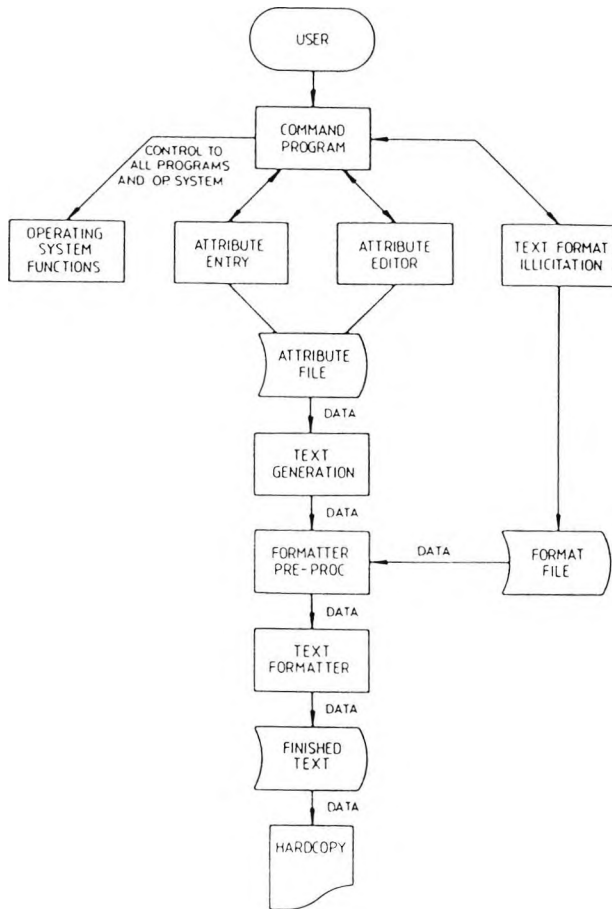 USER
COMMAND
PROGRAM
CONTROL TO
ALL PROGRAMS
AND OP. SYSTEM
OPERATING
SYSTEM
FUNCTIONS
ATTRIBUTE
ENTRY
ATTRIBUTE
EDITOR
TEXT FORMAT
ILLICITATION
ATTRIBUTE
FILE
DATA
TEXT
GENERATION
DATA
FORMATTER
PRE-PROC
DATA
FORMAT
FILE
DATA
TEXT
FORMATTER
DATA
FINISHED
TEXT
DATA
HARDCOPY